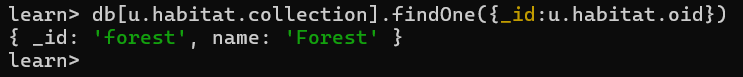 learn> db[u.habitat.collection].findOne({_id:u.habitat.oid})
{ _id: 'forest', name: 'Forest' }
learn>